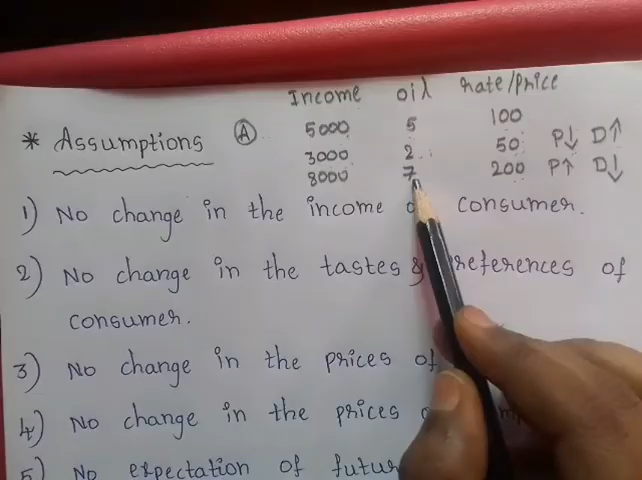 Income oil rate/price
* Assumptions Ⓐ 5000 5 100
3000 2 50 P↓ D↑
8000 7 200 P↑ D↓
1) No change in the income consumer.
2) No change in the tastes & preferences of
consumer.
3) No change in the prices of
4) No change in the prices
5) No expectation of